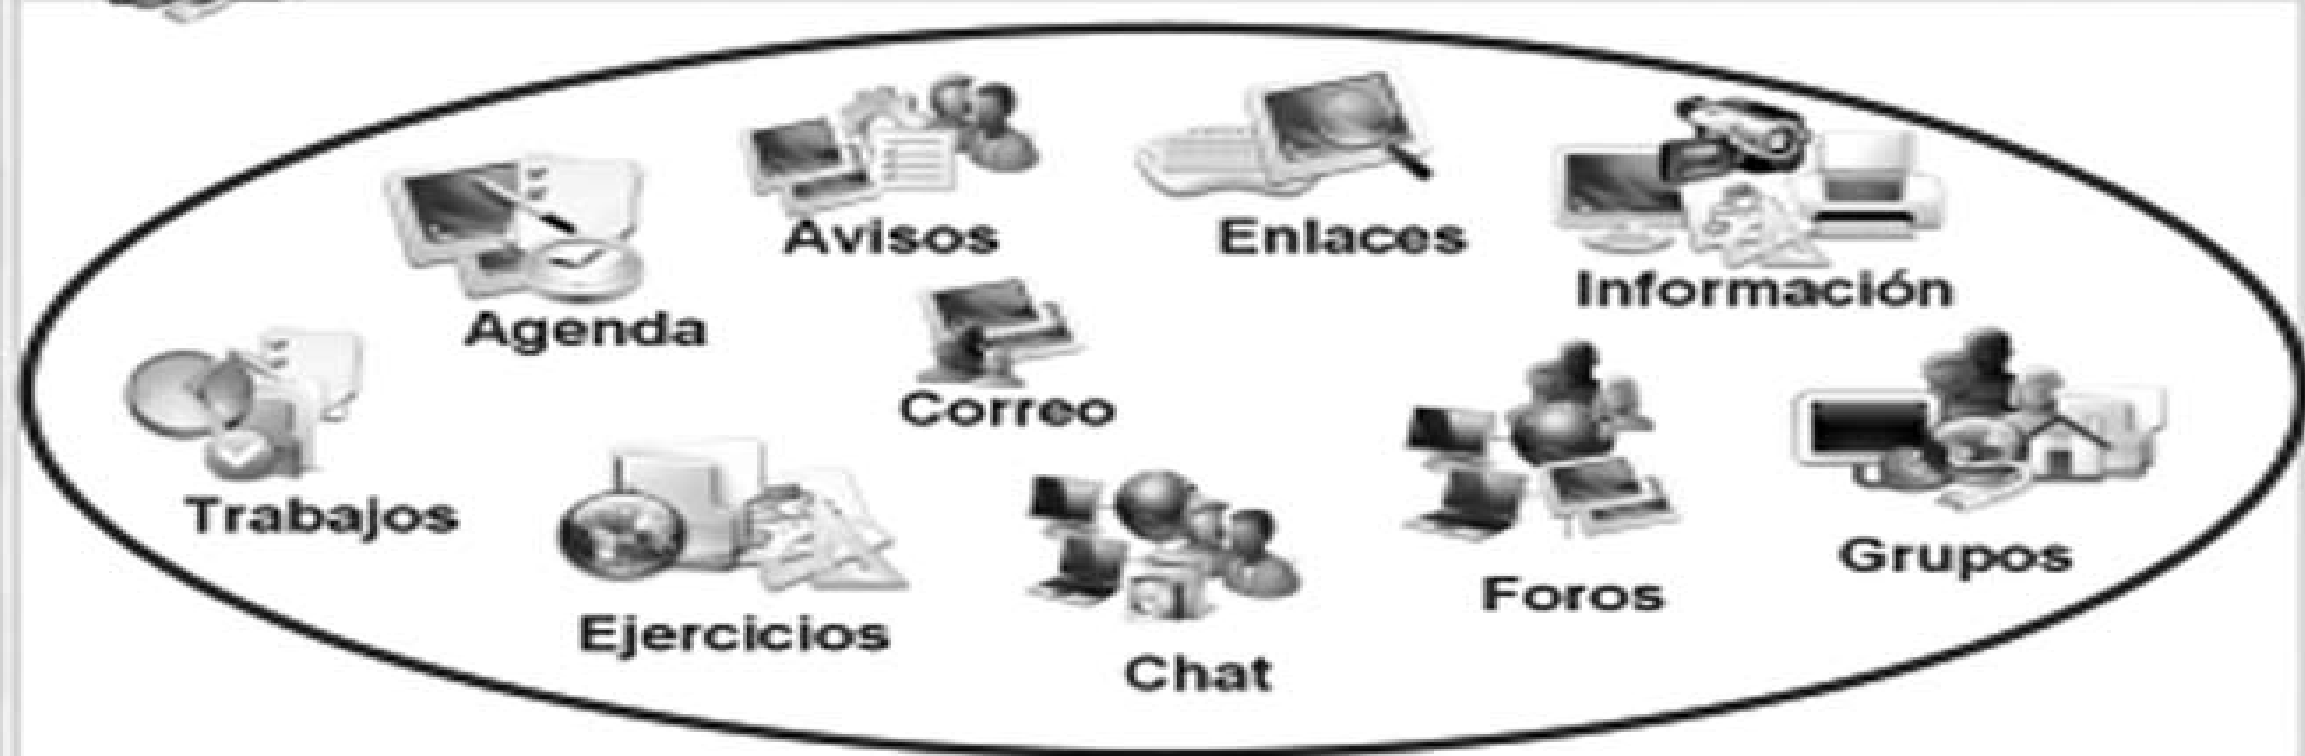 Avisos
Enlaces
Información
Agenda
Correo
Trabajos
Grupos
Foros
Ejercicios
Chat